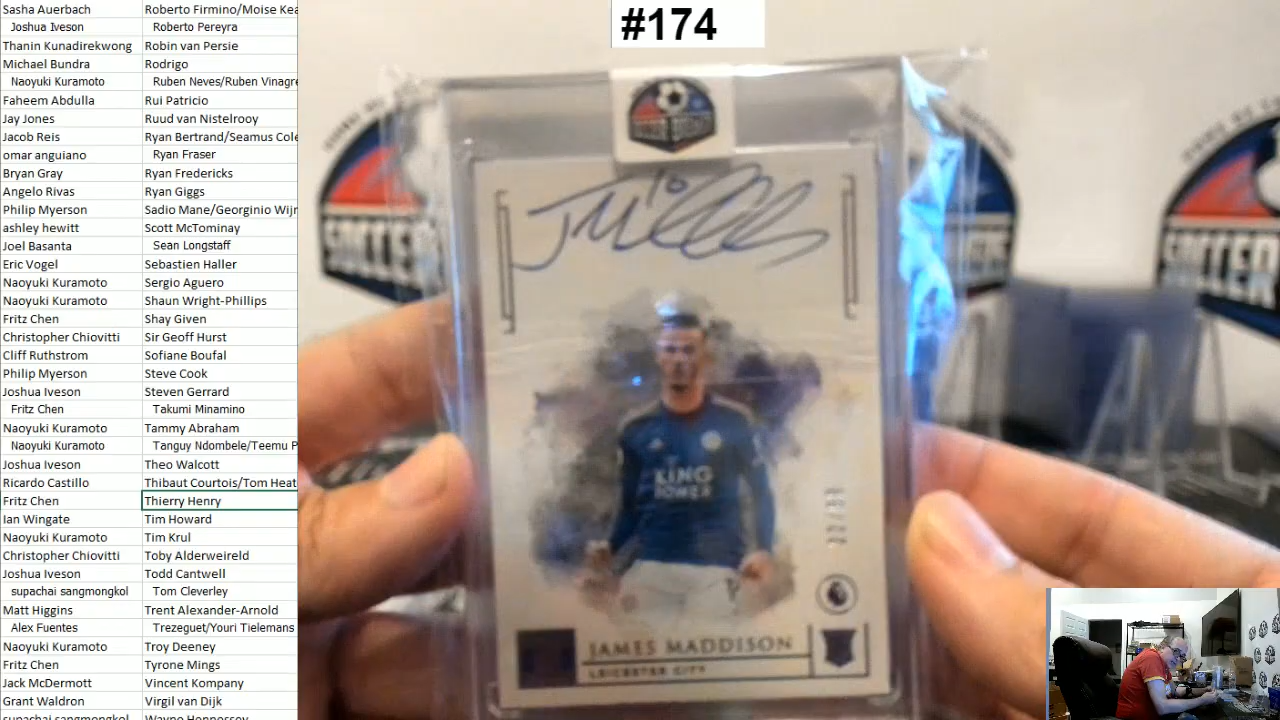 #174
Sasha Auerbach Roberto Firmino/Moise Kea
Joshua Iveson Roberto Pereyra
Thanin Kunadirekwong Robin van Persie
Michael Bundra Rodrigo
Naoyuki Kuramoto Ruben Neves/Ruben Vinagre
Faheem Abdulla Rui Patricio
Jay Jones Ruud van Nistelrooy
Jacob Reis Ryan Bertrand/Seamus Cole
omar anguiano Ryan Fraser
Bryan Gray Ryan Fredericks
Angelo Rivas Ryan Giggs
Philip Myerson Sadio Mane/Georginio Wijn
ashley hewitt Scott McTominay
Joel Basanta Sean Longstaff
Eric Vogel Sebastien Haller
Naoyuki Kuramoto Sergio Aguero
Naoyuki Kuramoto Shaun Wright-Phillips
Fritz Chen Shay Given
Christopher Chiovitti Sir Geoff Hurst
Cliff Ruthstrom Sofiane Boufal
Philip Myerson Steve Cook
Joshua Iveson Steven Gerrard
Fritz Chen Takumi Minamino
Naoyuki Kuramoto Tammy Abraham
Naoyuki Kuramoto Tanguy Ndombele/Teemu P
Joshua Iveson Theo Walcott
Ricardo Castillo Thibaut Courtois/Tom Heat
Fritz Chen Thierry Henry
Ian Wingate Tim Howard
Naoyuki Kuramoto Tim Krul
Christopher Chiovitti Toby Alderweireld
Joshua Iveson Todd Cantwell
supachai sangmongkol Tom Cleverley
Matt Higgins Trent Alexander-Arnold
Alex Fuentes Trezeguet/Youri Tielemans
Naoyuki Kuramoto Troy Deeney
Fritz Chen Tyrone Mings
Jack McDermott Vincent Kompany
Grant Waldron Virgil van Dijk
supachai sangmongkol Wayne Hennessey
SOCCER
KING
POWER
JAMES MADDISON
LEICESTER CITY